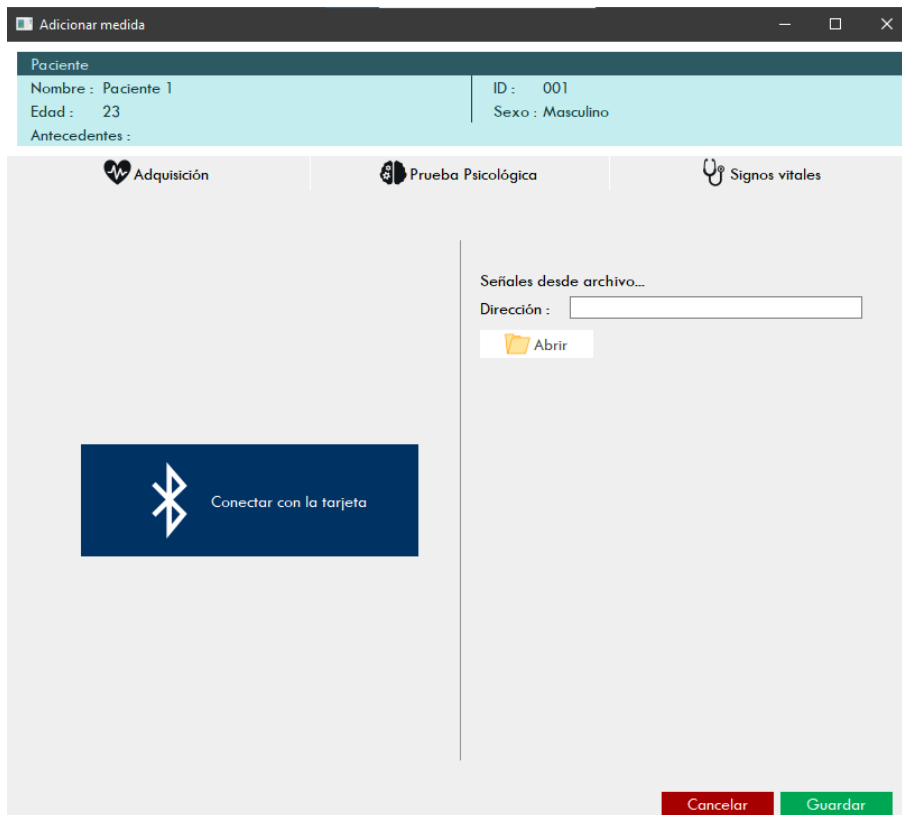 Adicionar medida
Paciente
Nombre : Paciente 1
ID : 001
Edad : 23
Sexo : Masculino
Antecedentes :
Adquisición
Prueba Psicológica
Signos vitales
Señales desde archivo...
Dirección :
Abrir
Conectar con la tarjeta
Cancelar
Guardar